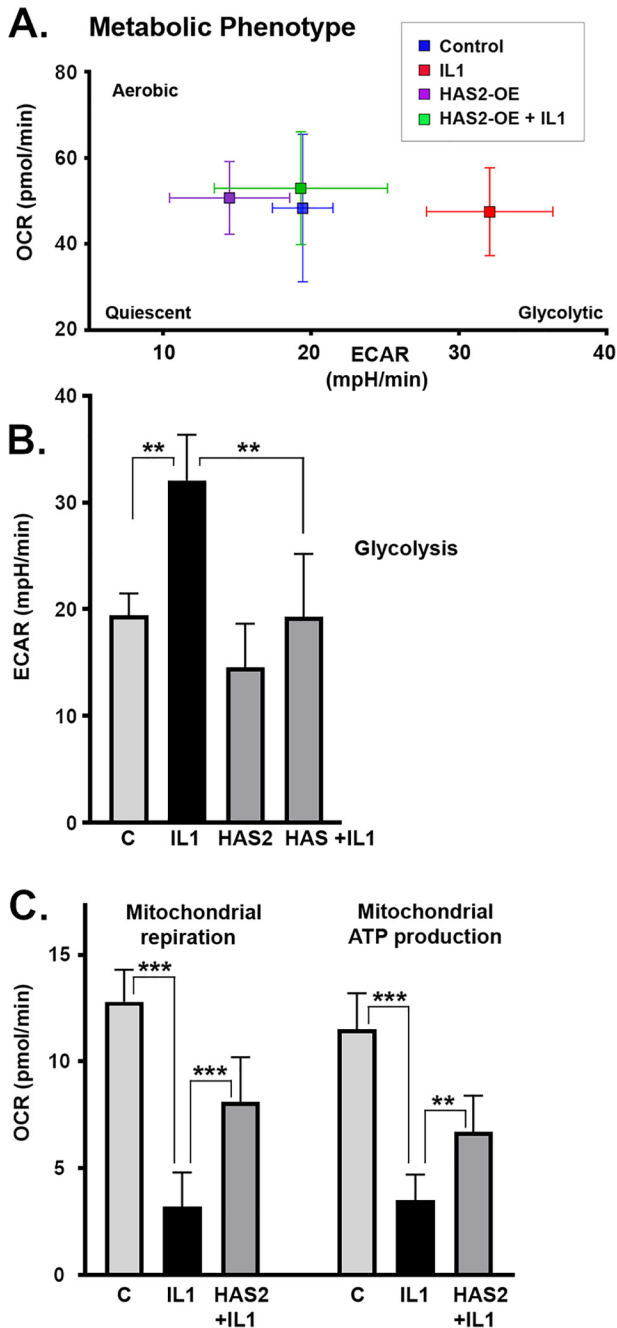 A. Metabolic Phenotype
Control
IL1
HAS2-OE
HAS2-OE + IL1
80
60
40
20
OCR (pmol/min)
Aerobic
Quiescent
Glycolytic
10
20
30
40
ECAR
(mpH/min)
B.
40
30
20
10
0
ECAR (mpH/min)
** **
Glycolysis
C IL1 HAS2 HAS +IL1
C.
Mitochondrial
repiration
Mitochondrial
ATP production
15
10
5
0
OCR (pmol/min)
***
***
***
**
C IL1 HAS2
+IL1
C IL1 HAS2
+IL1